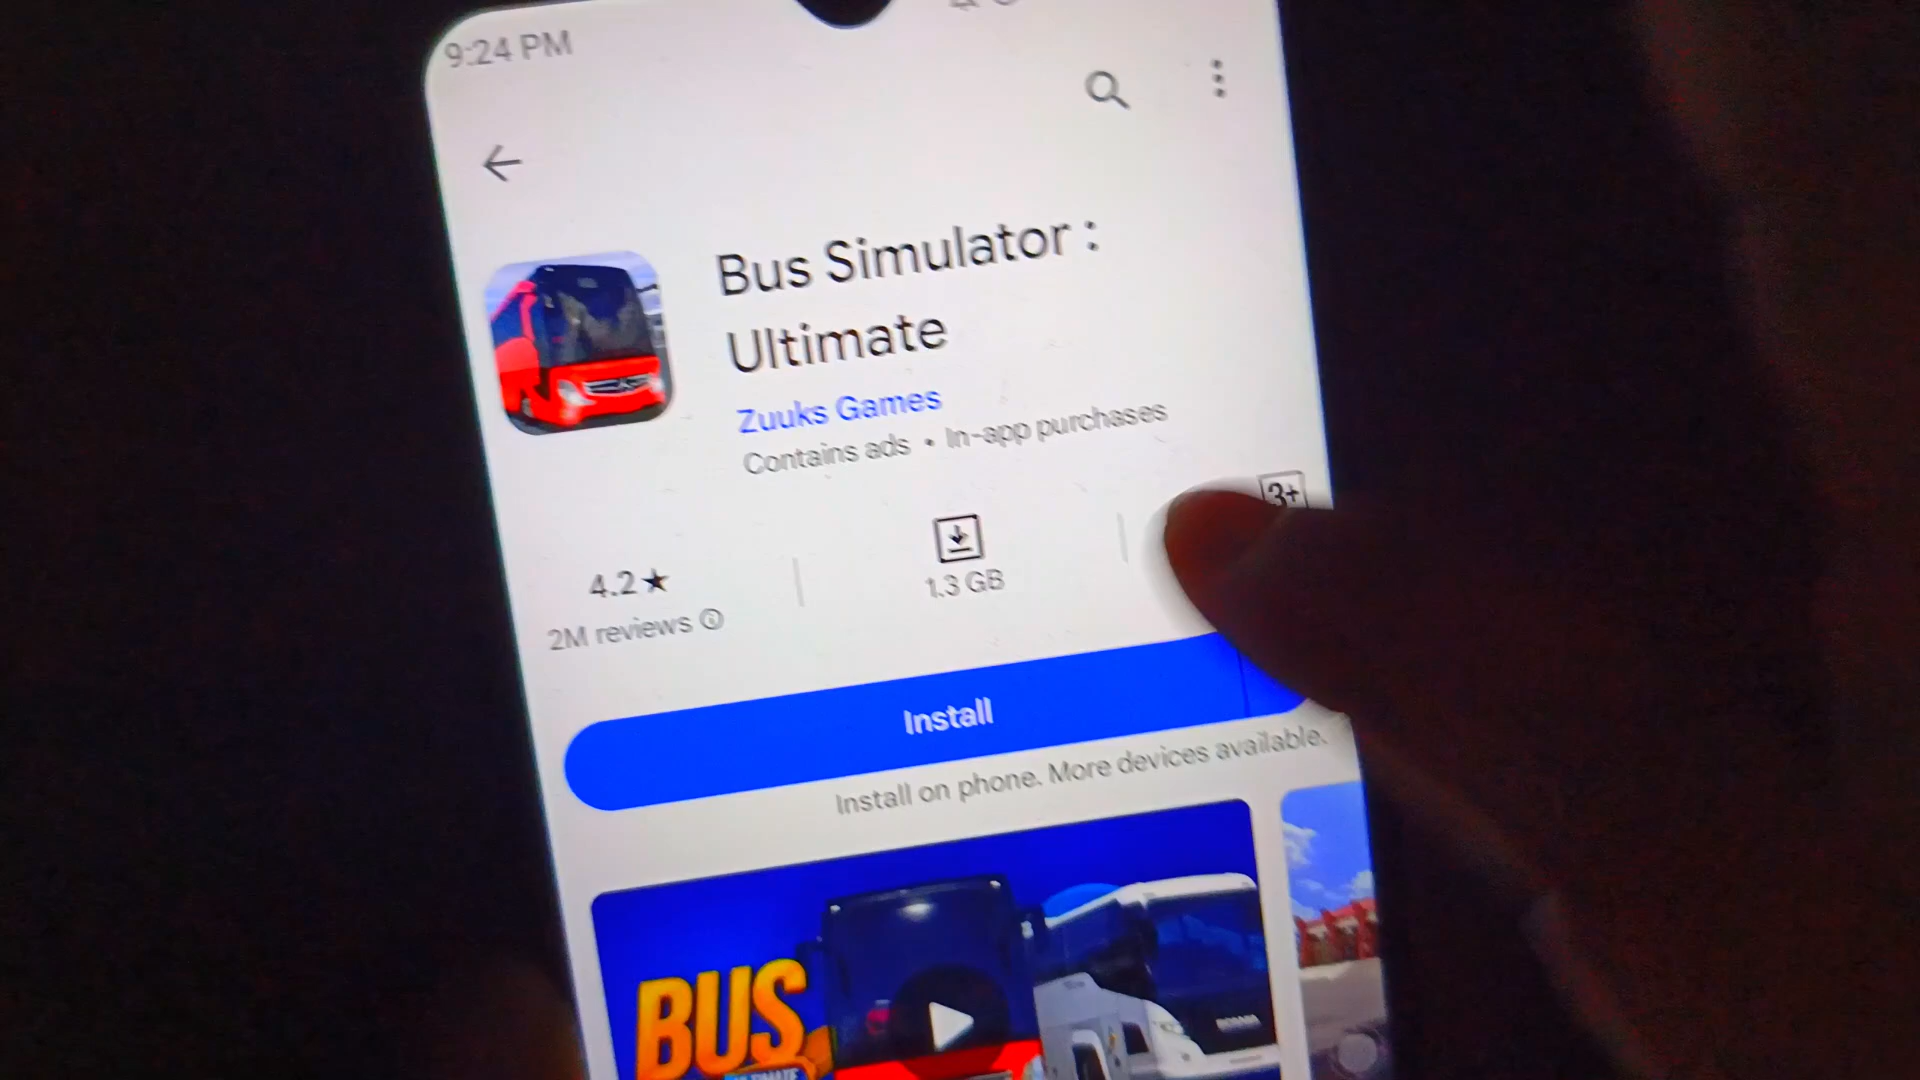 9:24 PM
Bus Simulator :
Ultimate
Zuuks Games
Contains ads • In-app purchases
3+
4.2★
1.3 GB
2M reviews
Install
Install on phone. More devices available.
BUS
ULTIMATE